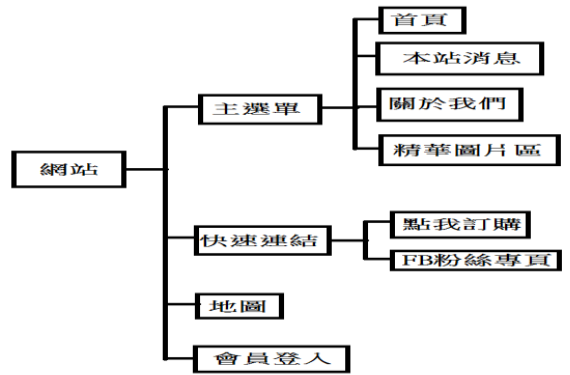 網站
主選單
首頁
本站消息
關於我們
精華圖片區
快速連結
點我訂購
FB粉絲專頁
地圖
會員登入